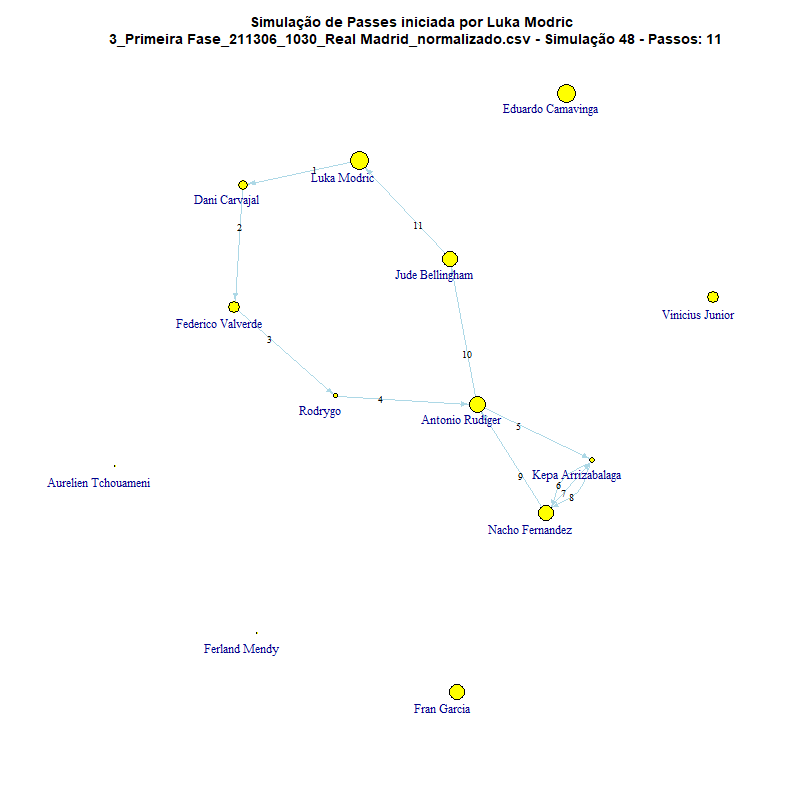 Simulação de Passes iniciada por Luka Modric
3_Primeira Fase_211306_1030_Real Madrid_normalizado.csv - Simulação 48 - Passos: 11
Eduardo Camavinga
1
Luka Modric
Dani Carvajal
2
11
Jude Bellingham
Vinicius Junior
Federico Valverde
3
10
4
Rodrygo
Antonio Rudiger
5
Kepa Arrizabalaga
9
6
7
8
Aurelien Tchouameni
Nacho Fernandez
Ferland Mendy
Fran Garcia